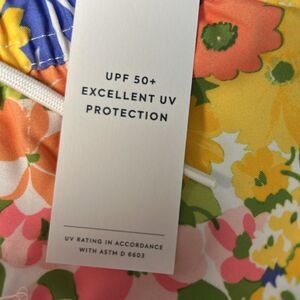 UPF 50+
EXCELLENT UV
PROTECTION
UV RATING IN ACCORDANCE
WITH ASTM D 6603